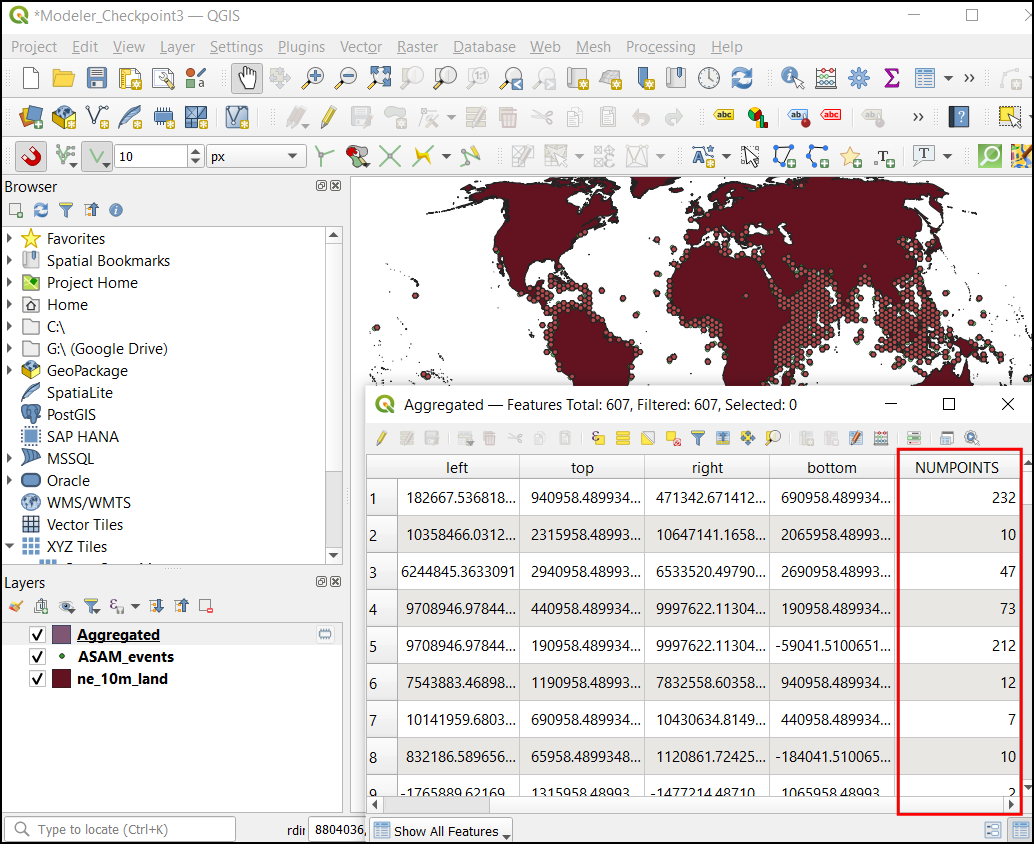 *Modeler_Checkpoint3 — QGIS
Project Edit View Layer Settings Plugins Vector Raster Database Web Mesh Processing Help
10 px
Browser
Favorites
Spatial Bookmarks
Project Home
Home
C:\
G:\ (Google Drive)
GeoPackage
SpatiaLite
PostGIS
SAP HANA
MSSQL
Oracle
WMS/WMTS
Vector Tiles
XYZ Tiles
Layers
Aggregated
ASAM_events
ne_10m_land
Aggregated — Features Total: 607, Filtered: 607, Selected: 0
left top right bottom NUMPOINTS
1 182667.536818... 940958.489934... 471342.671412... 690958.489934... 232
2 10358466.0312... 2315958.48993... 10647141.1658... 2065958.48993... 10
3 6244845.3633091 2940958.48993... 6533520.49790... 2690958.48993... 47
4 9708946.97844... 440958.489934... 9997622.11304... 190958.489934... 73
5 9708946.97844... 190958.489934... 9997622.11304... -59041.5100651... 212
6 7543883.46898... 1190958.48993... 7832558.60358... 940958.489934... 12
7 10141959.6803... 690958.489934... 10430634.8149... 440958.489934... 7
8 832186.589656... 65958.4899348... 1120861.72425... -184041.510065... 10
9 -1765889.62169 1315958.48993 -1477214.48710 1065958.48993 2
Type to locate (Ctrl+K)
rdir 8804036,
Show All Features